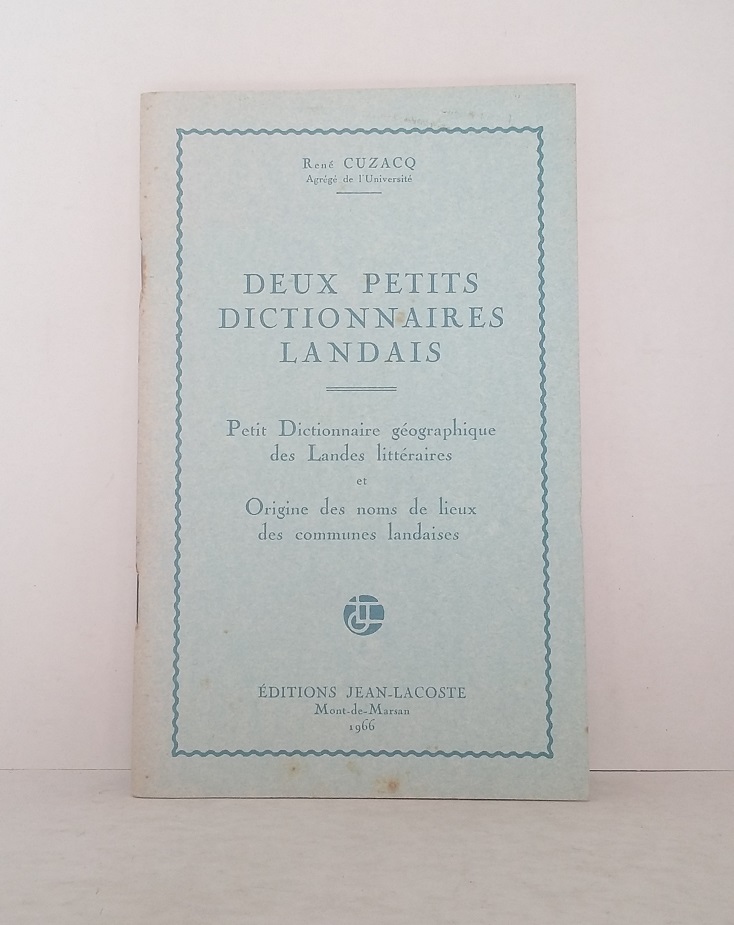 René CUZACQ
Agrégé de l'Université
DEUX PETITS
DICTIONNAIRES
LANDAIS
Petit Dictionnaire géographique
des Landes littéraires
et
Origine des noms de lieux
des communes landaises
ÉDITIONS JEAN-LACOSTE
Mont-de-Marsan
1966